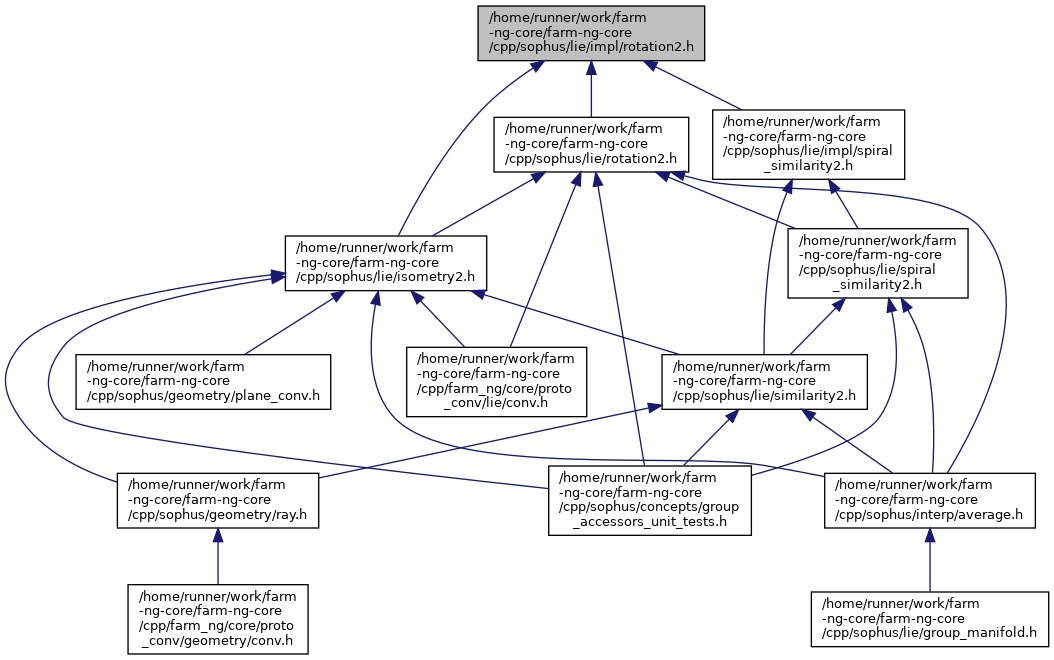 /home/runner/work/farm
-ng-core/farm-ng-core
/cpp/sophus/lie/impl/rotation2.h
/home/runner/work/farm
-ng-core/farm-ng-core
/cpp/sophus/lie/rotation2.h
/home/runner/work/farm
-ng-core/farm-ng-core
/cpp/sophus/lie/impl/spiral
_similarity2.h
/home/runner/work/farm
-ng-core/farm-ng-core
/cpp/sophus/lie/isometry2.h
/home/runner/work/farm
-ng-core/farm-ng-core
/cpp/sophus/lie/spiral
_similarity2.h
/home/runner/work/farm
-ng-core/farm-ng-core
/cpp/sophus/geometry/plane_conv.h
/home/runner/work/farm
-ng-core/farm-ng-core
/cpp/farm_ng/core/proto
_conv/lie/conv.h
/home/runner/work/farm
-ng-core/farm-ng-core
/cpp/sophus/lie/similarity2.h
/home/runner/work/farm
-ng-core/farm-ng-core
/cpp/sophus/geometry/ray.h
/home/runner/work/farm
-ng-core/farm-ng-core
/cpp/sophus/concepts/group
_accessors_unit_tests.h
/home/runner/work/farm
-ng-core/farm-ng-core
/cpp/sophus/interp/average.h
/home/runner/work/farm
-ng-core/farm-ng-core
/cpp/farm_ng/core/proto
_conv/geometry/conv.h
/home/runner/work/farm
-ng-core/farm-ng-core
/cpp/sophus/lie/group_manifold.h